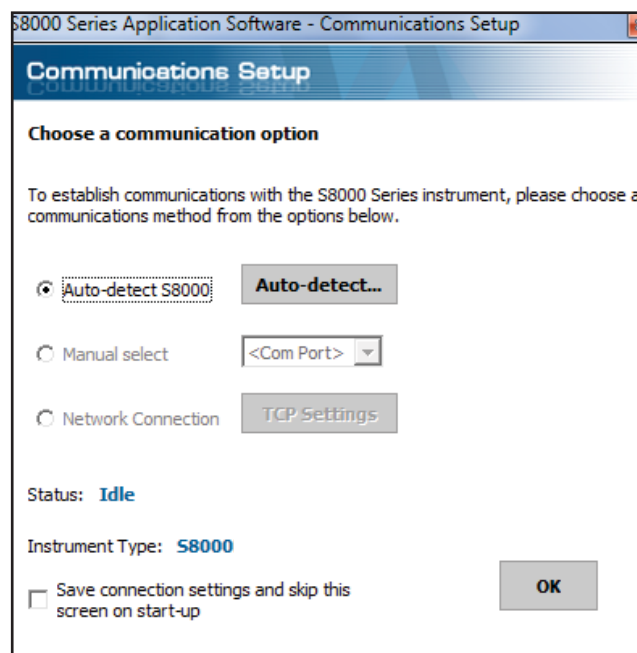 S8000 Series Application Software - Communications Setup
Communications Setup
Choose a communication option
To establish communications with the S8000 Series instrument, please choose a
communications method from the options below.
Auto-detect S8000 Auto-detect...
Manual select <Com Port>
Network Connection TCP Settings
Status: Idle
Instrument Type: S8000
Save connection settings and skip this
screen on start-up
OK